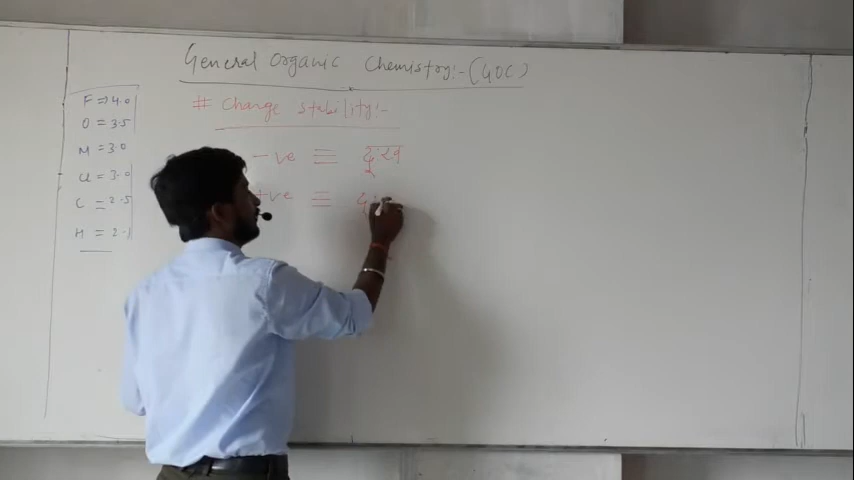 General Organic Chemistry:- (GOC)
# Charge stability:-
F => 4.0
O = 3.5
N = 3.0
Cl = 3.0
C = 2.5
H = 2.1
-ve ≡
+ve ≡